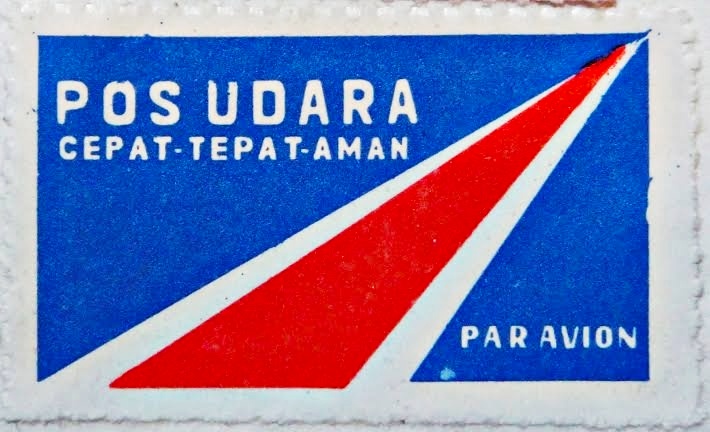 POS UDARA
CEPAT-TEPAT-AMAN
PAR AVION